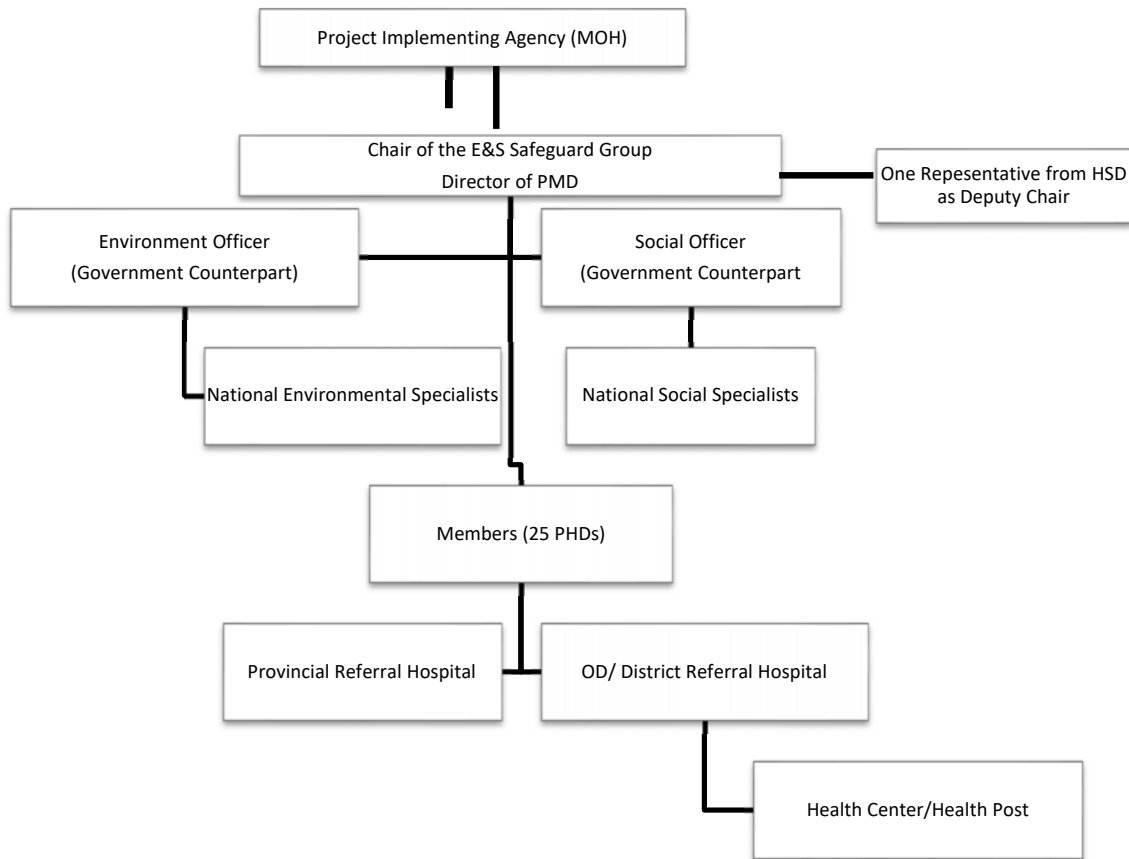 Project Implementing Agency (MOH)
Chair of the E&S Safeguard Group
Director of PMD
One Repesentative from HSD
as Deputy Chair
Environment Officer
(Government Counterpart)
Social Officer
(Government Counterpart
National Environmental Specialists
National Social Specialists
Members (25 PHDs)
Provincial Referral Hospital
OD/ District Referral Hospital
Health Center/Health Post